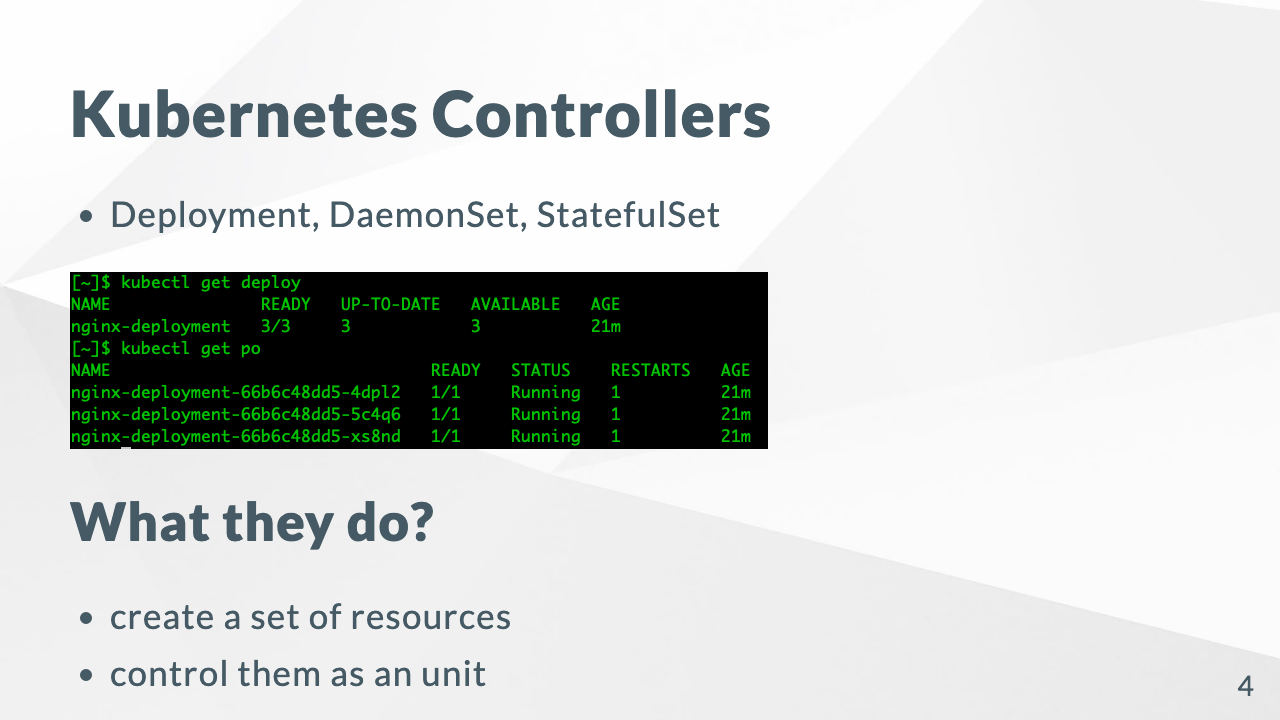 Kubernetes Controllers
• Deployment, DaemonSet, StatefulSet
[~]$ kubectl get deploy
NAME READY UP-TO-DATE AVAILABLE AGE
nginx-deployment 3/3 3 3 21m
[~]$ kubectl get po
NAME READY STATUS RESTARTS AGE
nginx-deployment-66b6c48dd5-4dpl2 1/1 Running 1 21m
nginx-deployment-66b6c48dd5-5c4q6 1/1 Running 1 21m
nginx-deployment-66b6c48dd5-xs8nd 1/1 Running 1 21m
What they do?
• create a set of resources
• control them as an unit
4